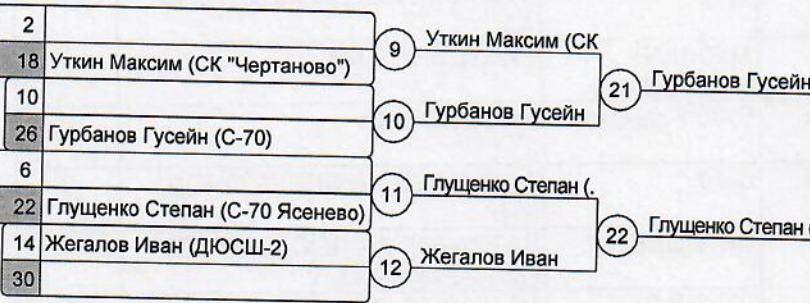 2
18 Уткин Максим (СК "Чертаново")
9 Уткин Максим (СК
10
26 Гурбанов Гусейн (С-70)
10 Гурбанов Гусейн
21 Гурбанов Гусейн
6
22 Глущенко Степан (С-70 Ясенево)
11 Глущенко Степан (.
14 Жегалов Иван (ДЮСШ-2)
30
12 Жегалов Иван
22 Глущенко Степан (